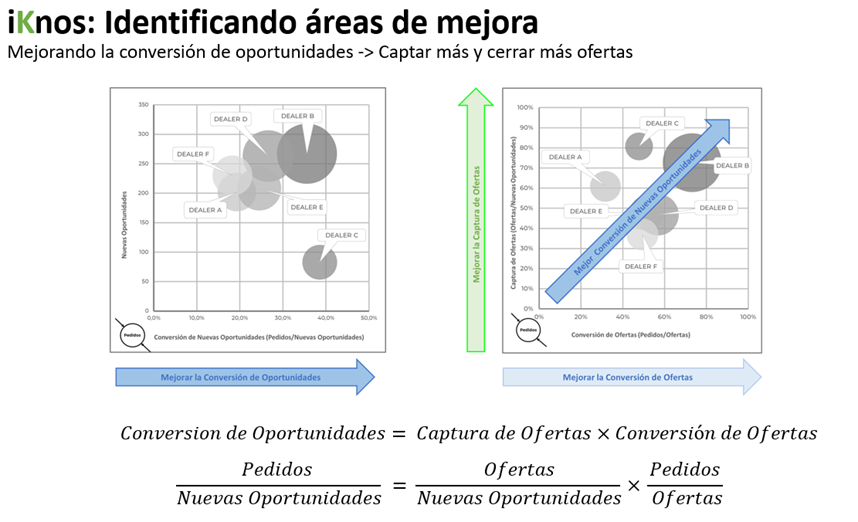 iKnos: Identificando áreas de mejora
Mejorando la conversión de oportunidades -> Captar más y cerrar más ofertas
350
300
250
200
150
100
50
0
0,0%
10,0%
20,0%
30,0%
40,0%
50,0%
Nuevas Oportunidades
DEALER D
DEALER B
DEALER F
DEALER A
DEALER E
DEALER C
Pedidos
Conversión de Nuevas Oportunidades (Pedidos/Nuevas Oportunidades)
Mejorar la Conversión de Oportunidades
Mejorar la Captura de Ofertas
100%
90%
80%
70%
60%
50%
40%
30%
20%
10%
0%
0%
20%
40%
60%
80%
100%
Captura de Ofertas (Ofertas/Nuevas Oportunidades)
DEALER C
DEALER A
DEALER B
DEALER E
DEALER D
DEALER F
Mejor Conversión de Nuevas Oportunidades
Pedidos
Conversión de Ofertas (Pedidos/Ofertas)
Mejorar la Conversión de Ofertas
Conversion de Oportunidades = Captura de Ofertas × Conversión de Ofertas
Pedidos / Nuevas Oportunidades = Ofertas / Nuevas Oportunidades × Pedidos / Ofertas